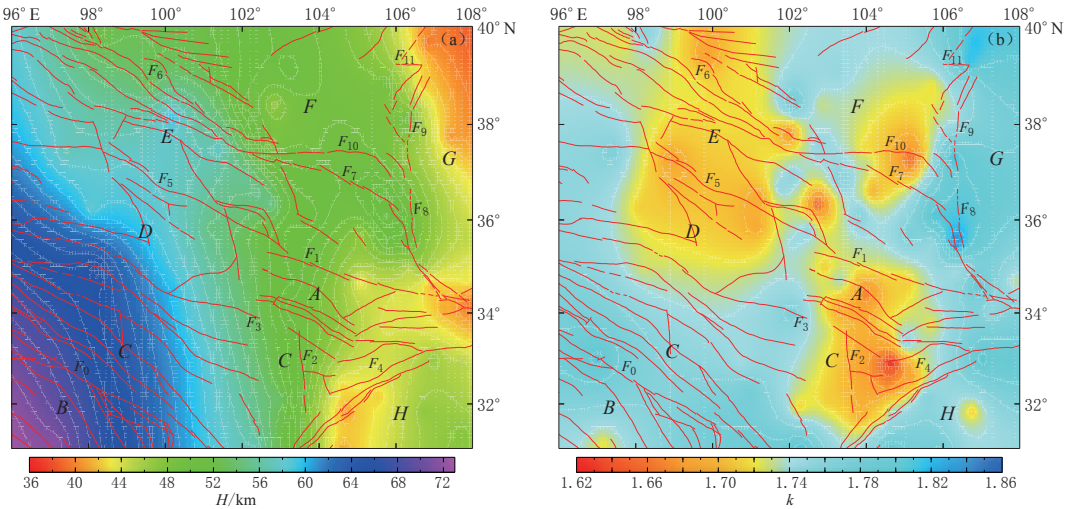 96° E 98° 100° 102° 104° 106° 108° 96° E 98° 100° 102° 104° 106° 108°
40° N 40° N
(a) (b)
F11 F11
F6 F6
F F
38° 38°
F9 F9
E E
F10 F10
G G
F7 F7
F5 F5
F8 F8
36° 36°
D D
F1 F1
A A
34° 34°
F3 F3
C C F2 C C F2
F4 F4
F0 F0
B H B H
32° 32°
36 40 44 48 52 56 60 64 68 72
H/km
1.62 1.66 1.70 1.74 1.78 1.82 1.86
k